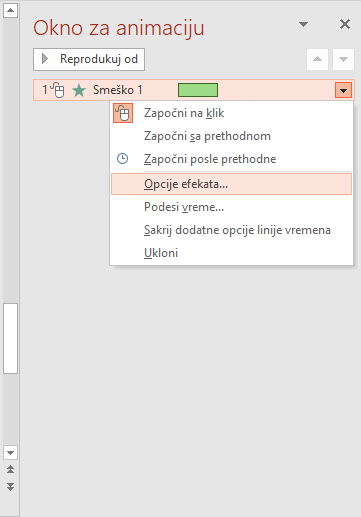 Okno za animaciju
Reprodukuj od
1 Smeško 1
Započni na klik
Započni sa prethodnom
Započni posle prethodne
Opcije efekata...
Podesi vreme...
Sakrij dodatne opcije linije vremena
Ukloni